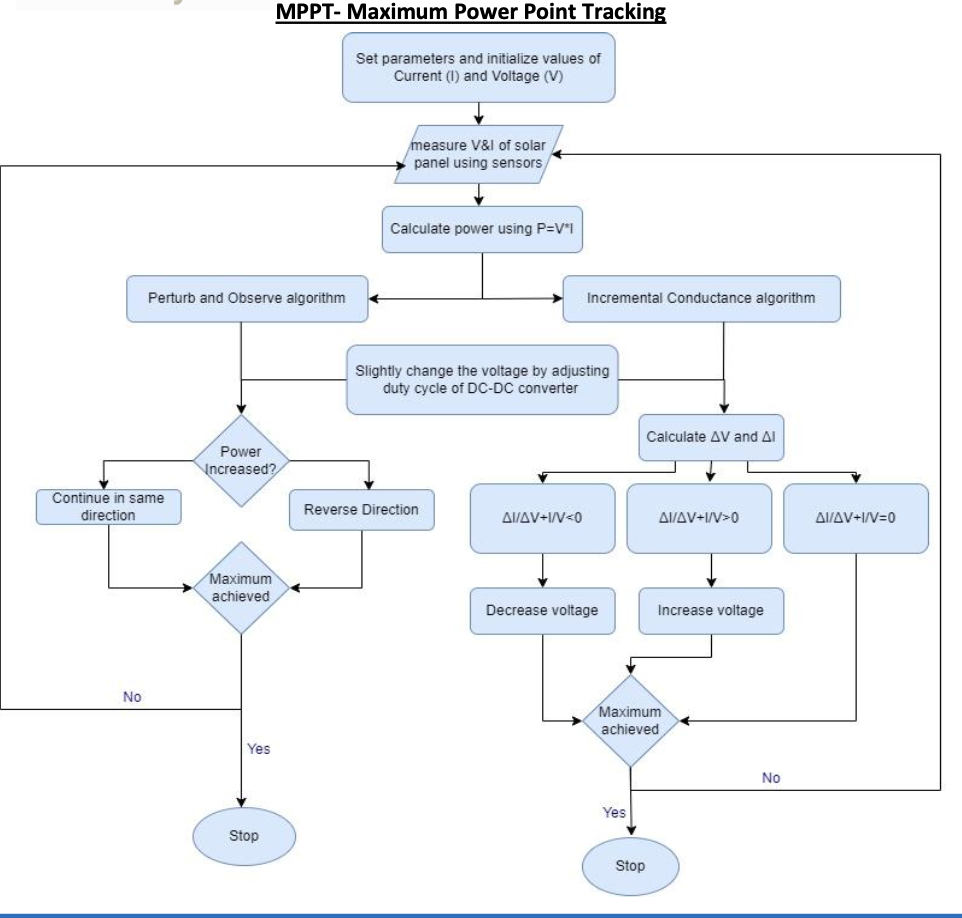 MPPT- Maximum Power Point Tracking
Set parameters and initialize values of
Current (I) and Voltage (V)
measure V&I of solar
panel using sensors
Calculate power using P=V*I
Perturb and Observe algorithm
Incremental Conductance algorithm
Slightly change the voltage by adjusting
duty cycle of DC-DC converter
Calculate ΔV and ΔI
Power
Increased?
Continue in same
direction
Reverse Direction
ΔI/ΔV+I/V<0
ΔI/ΔV+I/V>0
ΔI/ΔV+I/V=0
Maximum
achieved
Decrease voltage
Increase voltage
No
Maximum
achieved
Yes
No
Yes
Stop
Stop